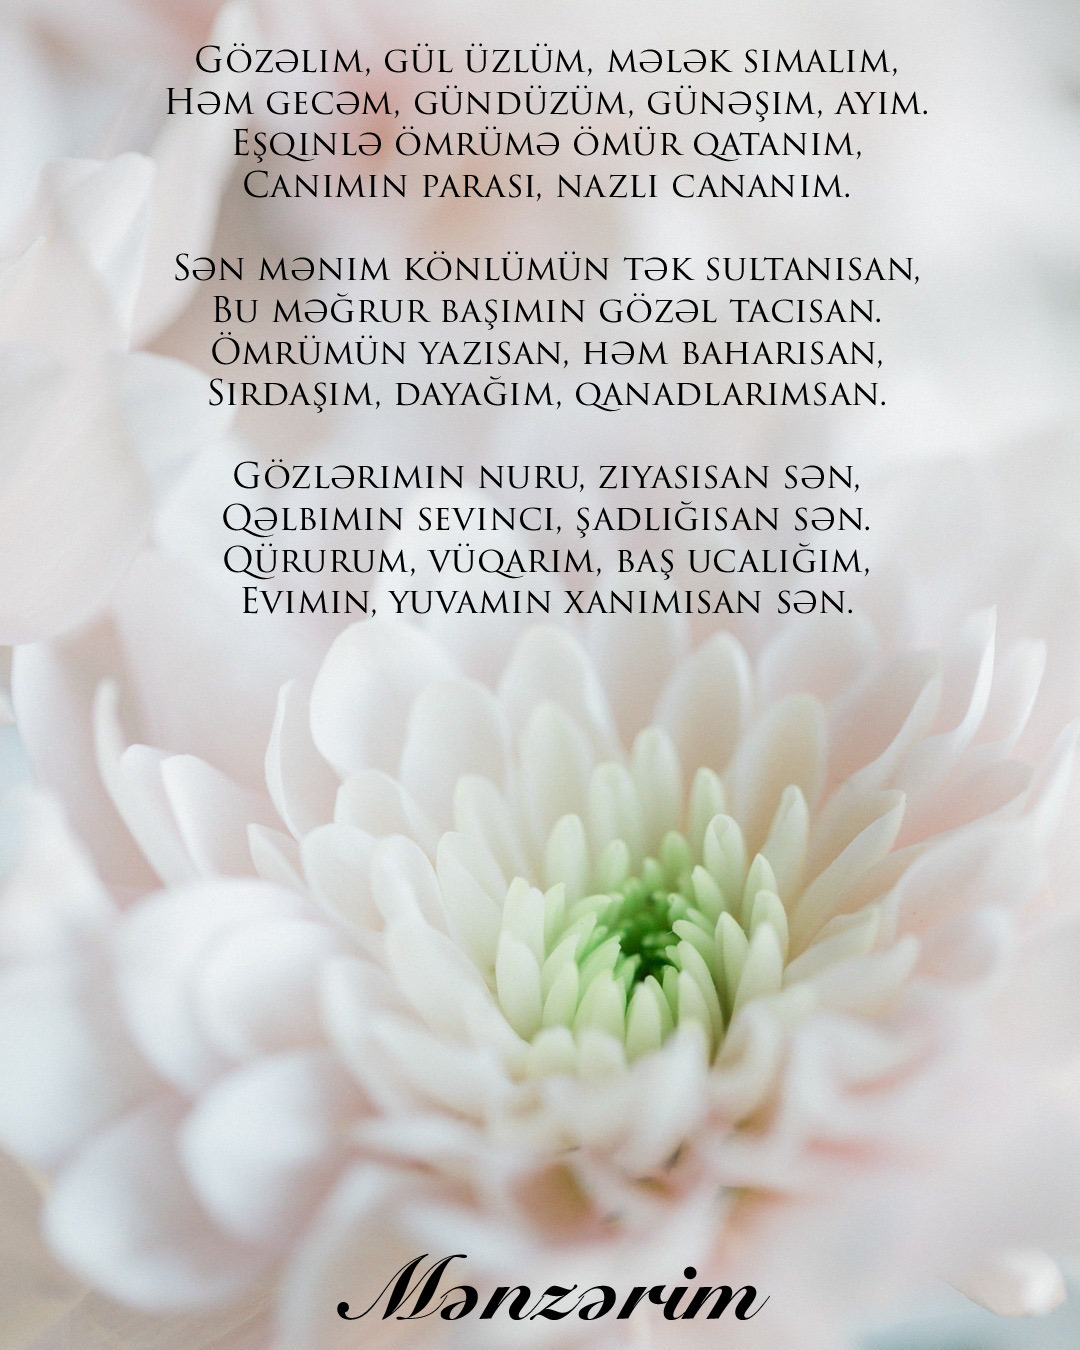 Gözəlim, gül üzlüm, mələk simalım,
Həm gecəm, gündüzüm, günəşim, ayım.
Eşqinlə ömrümə ömür qatanım,
Canımın parası, nazlı cananım.

Sən mənim könlümün tək sultanısan,
Bu məğrur başımın gözəl tacısan.
Ömrümün yazısan, həm baharısan,
Sirdaşım, dayağım, qanadlarımsan.

Gözlərimin nuru, ziyasısan sən,
Qəlbimin sevinci, şadlığısan sən.
Qürurum, vüqarım, baş ucalığım,
Evimin, yuvamın xanımısan sən.

Mənzərim